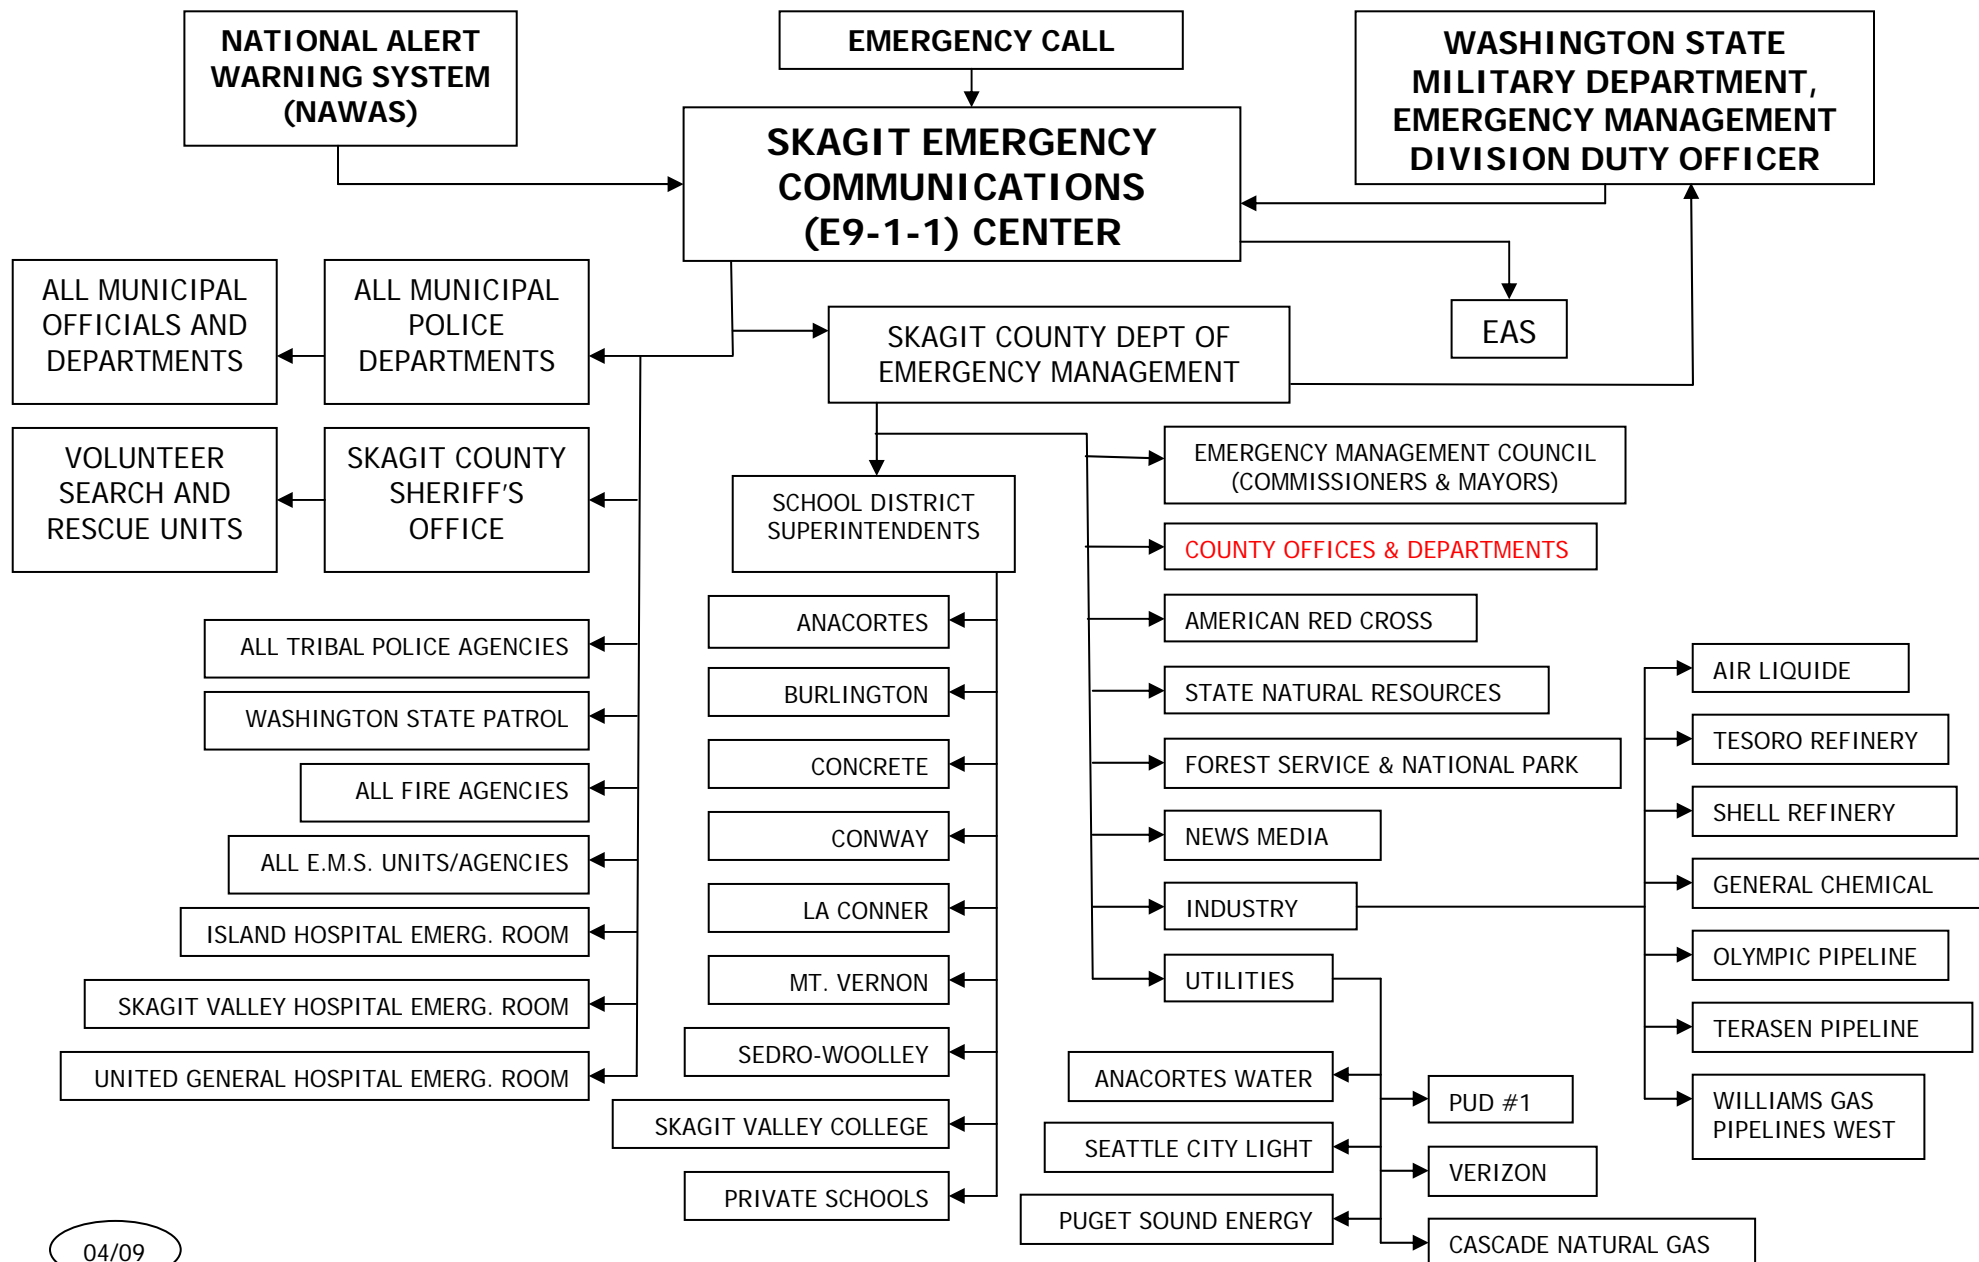 NATIONAL ALERT
WARNING SYSTEM
(NAWAS)
EMERGENCY CALL
WASHINGTON STATE
MILITARY DEPARTMENT,
EMERGENCY MANAGEMENT
DIVISION DUTY OFFICER
SKAGIT EMERGENCY
COMMUNICATIONS
(E9-1-1) CENTER
ALL MUNICIPAL
OFFICIALS AND
DEPARTMENTS
ALL MUNICIPAL
POLICE
DEPARTMENTS
SKAGIT COUNTY DEPT OF
EMERGENCY MANAGEMENT
EAS
VOLUNTEER
SEARCH AND
RESCUE UNITS
SKAGIT COUNTY
SHERIFF'S
OFFICE
SCHOOL DISTRICT
SUPERINTENDENTS
EMERGENCY MANAGEMENT COUNCIL
(COMMISSIONERS & MAYORS)
COUNTY OFFICES & DEPARTMENTS
AMERICAN RED CROSS
STATE NATURAL RESOURCES
FOREST SERVICE & NATIONAL PARK
NEWS MEDIA
INDUSTRY
UTILITIES
ALL TRIBAL POLICE AGENCIES
WASHINGTON STATE PATROL
ALL FIRE AGENCIES
ALL E.M.S. UNITS/AGENCIES
ISLAND HOSPITAL EMERG. ROOM
SKAGIT VALLEY HOSPITAL EMERG. ROOM
UNITED GENERAL HOSPITAL EMERG. ROOM
ANACORTES
BURLINGTON
CONCRETE
CONWAY
LA CONNER
MT. VERNON
SEDRO-WOOLLEY
SKAGIT VALLEY COLLEGE
PRIVATE SCHOOLS
AIR LIQUIDE
TESORO REFINERY
SHELL REFINERY
GENERAL CHEMICAL
OLYMPIC PIPELINE
TERASEN PIPELINE
WILLIAMS GAS
PIPELINES WEST
ANACORTES WATER
PUD #1
SEATTLE CITY LIGHT
VERIZON
PUGET SOUND ENERGY
CASCADE NATURAL GAS
04/09